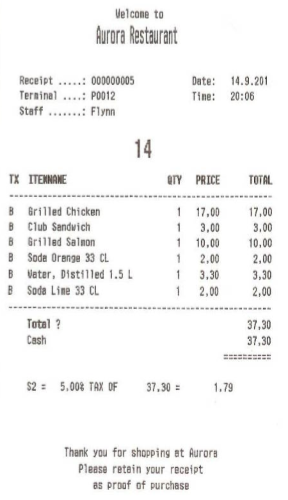 Welcome to
Aurora Restaurant
Receipt .....: 000000005 Date: 14.9.201
Terminal ....: P0012 Time: 20:06
Staff .......: Flynn
14
TX ITEMNAME QTY PRICE TOTAL
B Grilled Chicken 1 17,00 17,00
B Club Sandwich 1 3,00 3,00
B Grilled Salmon 1 10,00 10,00
B Soda Orange 33 CL 1 2,00 2,00
B Water, Distilled 1.5 L 1 3,30 3,30
B Soda Lime 33 CL 1 2,00 2,00
Total ? 37,30
Cash 37,30
==========
S2 = 5.00% TAX OF 37,30 = 1.79
Thank you for shopping at Aurora
Please retain your receipt
as proof of purchase